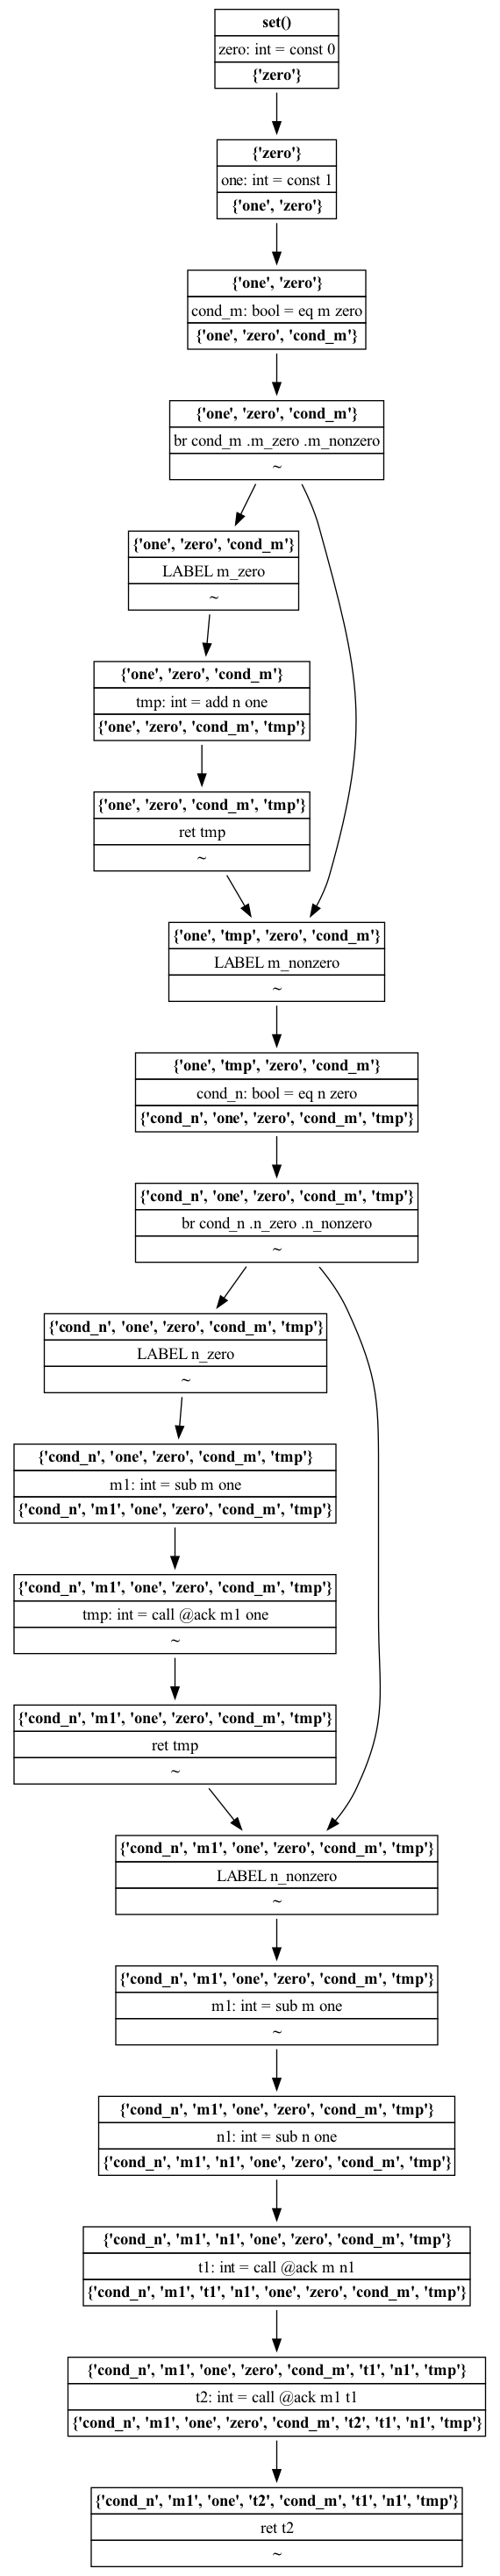 set()
zero: int = const 0
{'zero'}
{'zero'}
one: int = const 1
{'one', 'zero'}
{'one', 'zero'}
cond_m: bool = eq m zero
{'one', 'zero', 'cond_m'}
{'one', 'zero', 'cond_m'}
br cond_m .m_zero .m_nonzero
~
{'one', 'zero', 'cond_m'}
LABEL m_zero
~
{'one', 'zero', 'cond_m'}
tmp: int = add n one
{'one', 'zero', 'cond_m', 'tmp'}
{'one', 'zero', 'cond_m', 'tmp'}
ret tmp
~
{'one', 'tmp', 'zero', 'cond_m'}
LABEL m_nonzero
~
{'one', 'tmp', 'zero', 'cond_m'}
cond_n: bool = eq n zero
{'cond_n', 'one', 'zero', 'cond_m', 'tmp'}
{'cond_n', 'one', 'zero', 'cond_m', 'tmp'}
br cond_n .n_zero .n_nonzero
~
{'cond_n', 'one', 'zero', 'cond_m', 'tmp'}
LABEL n_zero
~
{'cond_n', 'one', 'zero', 'cond_m', 'tmp'}
m1: int = sub m one
{'cond_n', 'm1', 'one', 'zero', 'cond_m', 'tmp'}
{'cond_n', 'm1', 'one', 'zero', 'cond_m', 'tmp'}
tmp: int = call @ack m1 one
~
{'cond_n', 'm1', 'one', 'zero', 'cond_m', 'tmp'}
ret tmp
~
{'cond_n', 'm1', 'one', 'zero', 'cond_m', 'tmp'}
LABEL n_nonzero
~
{'cond_n', 'm1', 'one', 'zero', 'cond_m', 'tmp'}
m1: int = sub m one
~
{'cond_n', 'm1', 'one', 'zero', 'cond_m', 'tmp'}
n1: int = sub n one
{'cond_n', 'm1', 'n1', 'one', 'zero', 'cond_m', 'tmp'}
{'cond_n', 'm1', 'n1', 'one', 'zero', 'cond_m', 'tmp'}
t1: int = call @ack m n1
{'cond_n', 'm1', 't1', 'n1', 'one', 'zero', 'cond_m', 'tmp'}
{'cond_n', 'm1', 'one', 'zero', 'cond_m', 't1', 'n1', 'tmp'}
t2: int = call @ack m1 t1
{'cond_n', 'm1', 'one', 'zero', 'cond_m', 't2', 't1', 'n1', 'tmp'}
{'cond_n', 'm1', 'one', 't2', 'cond_m', 't1', 'n1', 'tmp'}
ret t2
~